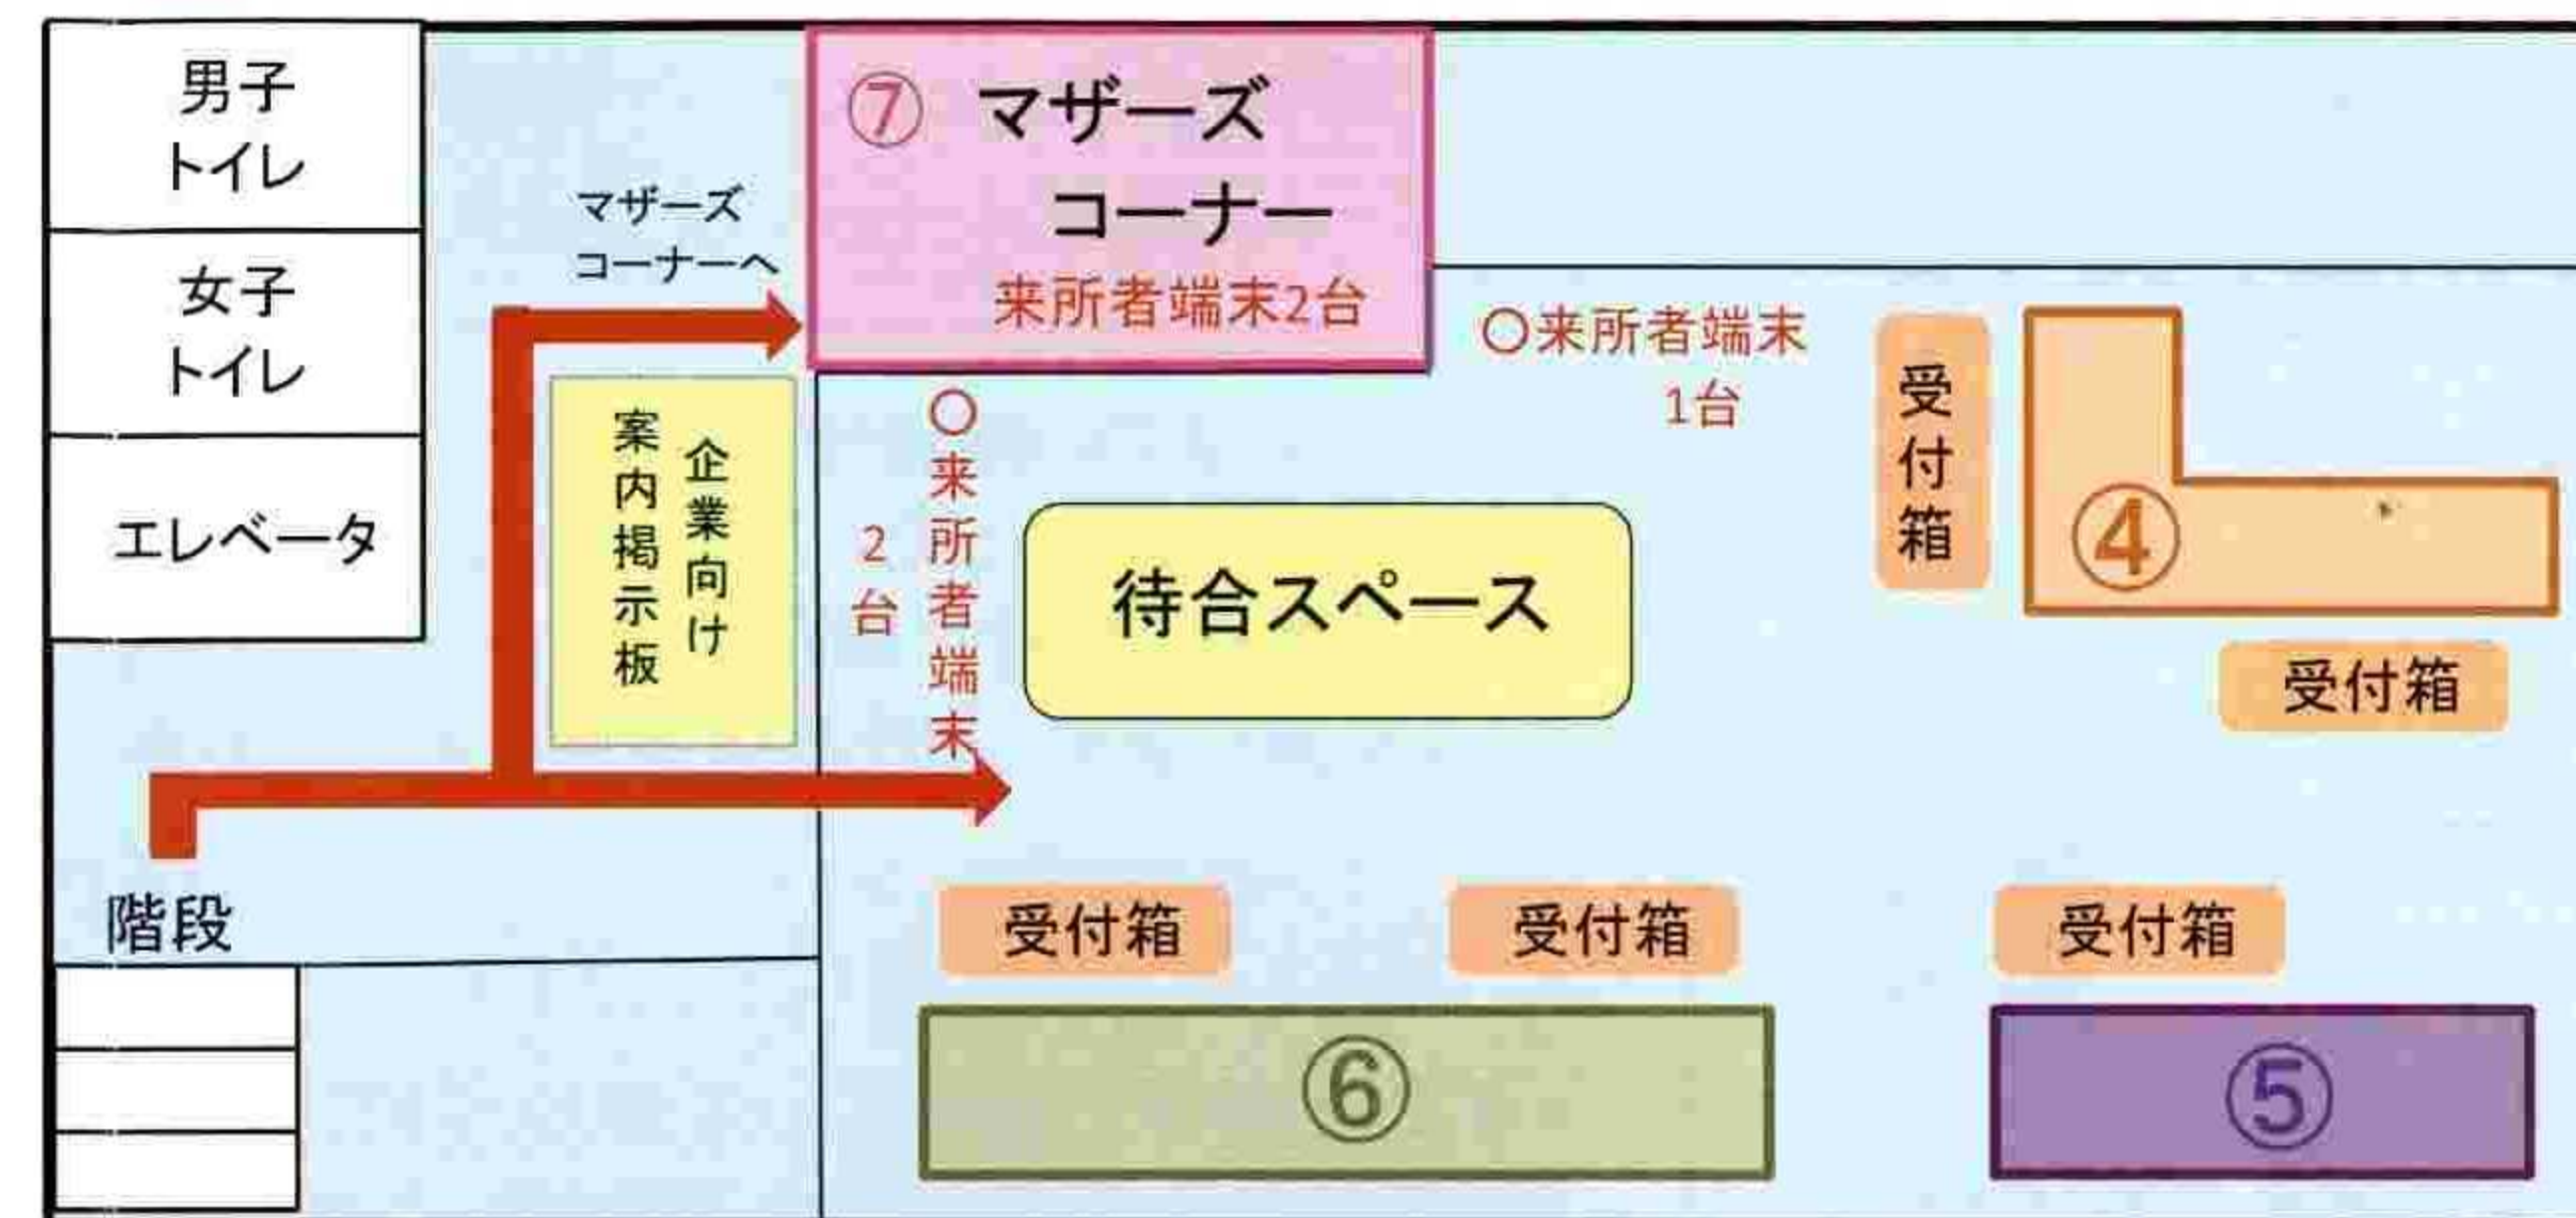 男子
トイレ
女子
トイレ
エレベータ
マザーズ
コーナーへ
⑦ マザーズ
コーナー
来所者端末2台
企業向け
案内掲示板
〇来所者端末
2台
〇来所者端末
1台
待合スペース
受付箱
④
受付箱
階段
受付箱
受付箱
受付箱
⑥
⑤